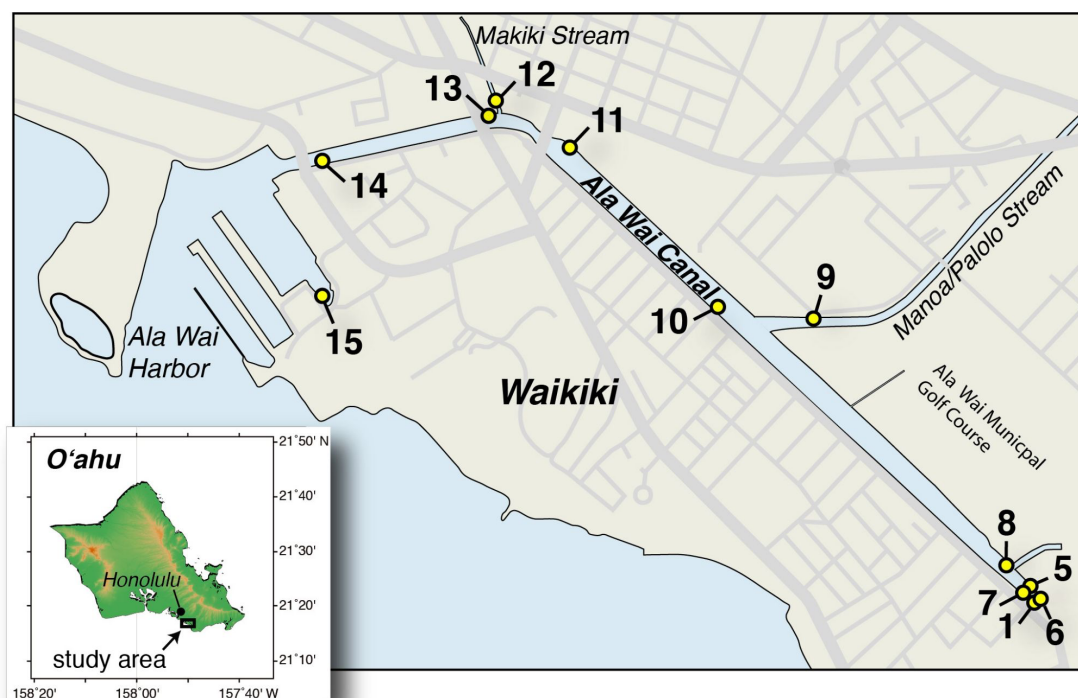 Makiki Stream
12
13
11
14
Ala Wai Canal
Manoa/Palolo Stream
9
10
15
Ala Wai
Harbor
Waikiki
Ala Wai Municpal
Golf Course
8
5
7
1
6
O‘ahu
Honolulu
study area
21°50' N
21°40'
21°30'
21°20'
21°10'
158°20'
158°00'
157°40' W